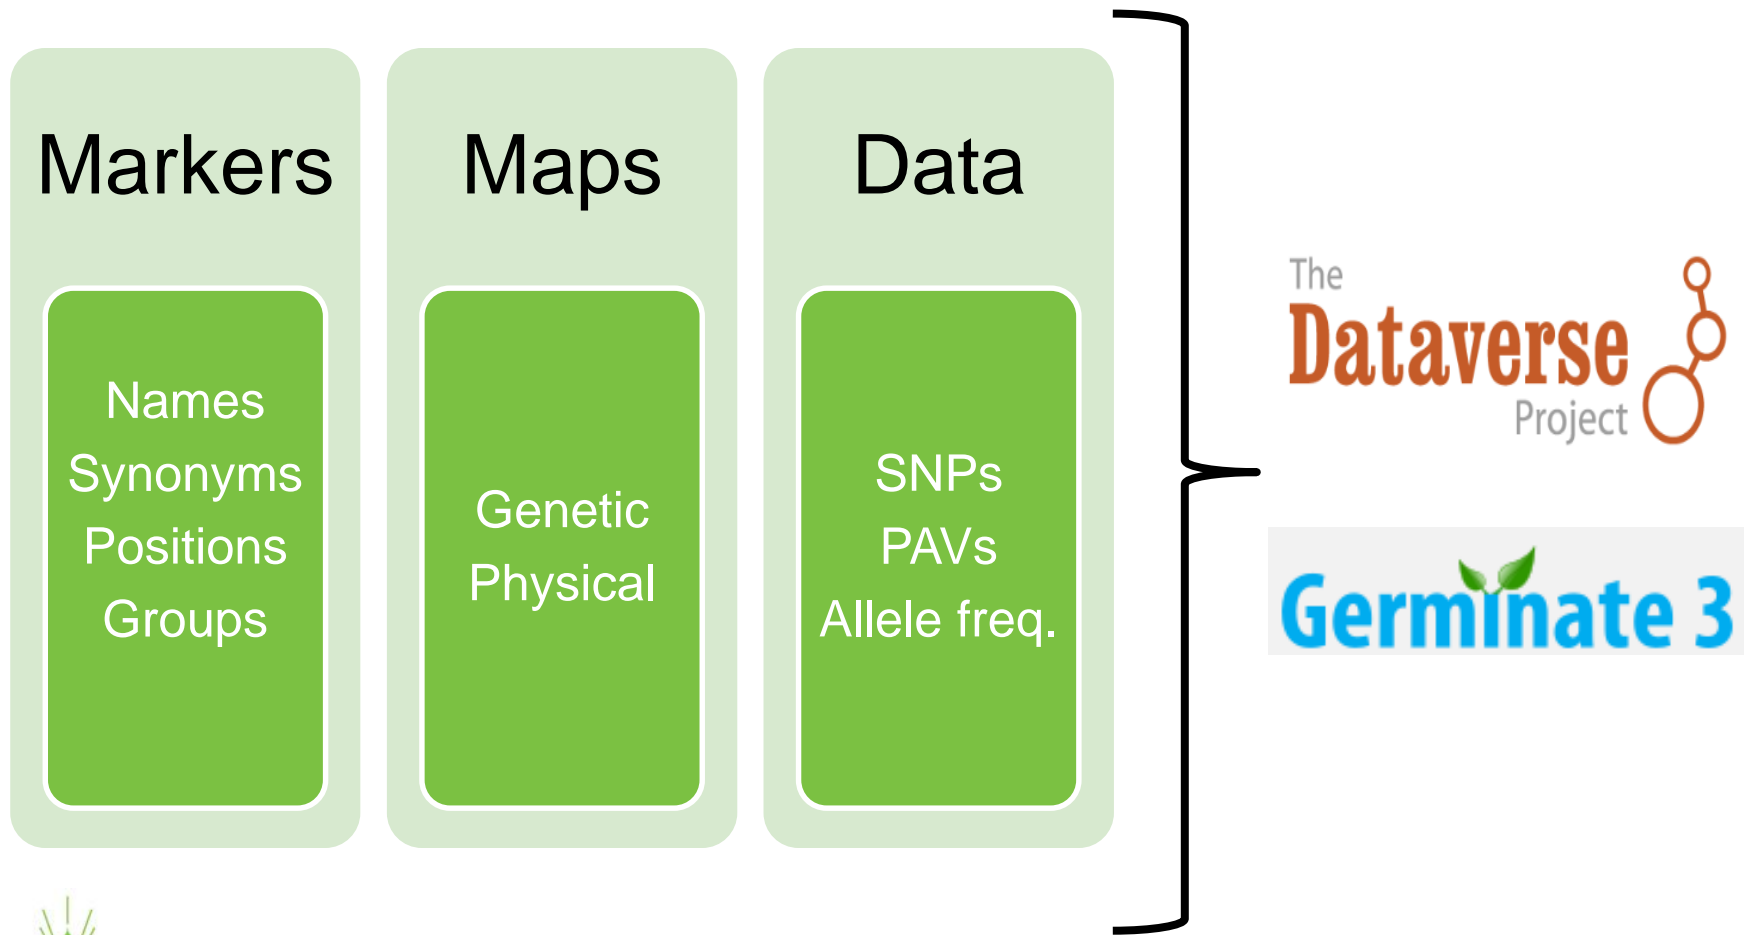 Markers
Names
Synonyms
Positions
Groups
Maps
Genetic
Physical
Data
SNPs
PAVs
Allele freq.
The
Dataverse
Project
Germinate 3